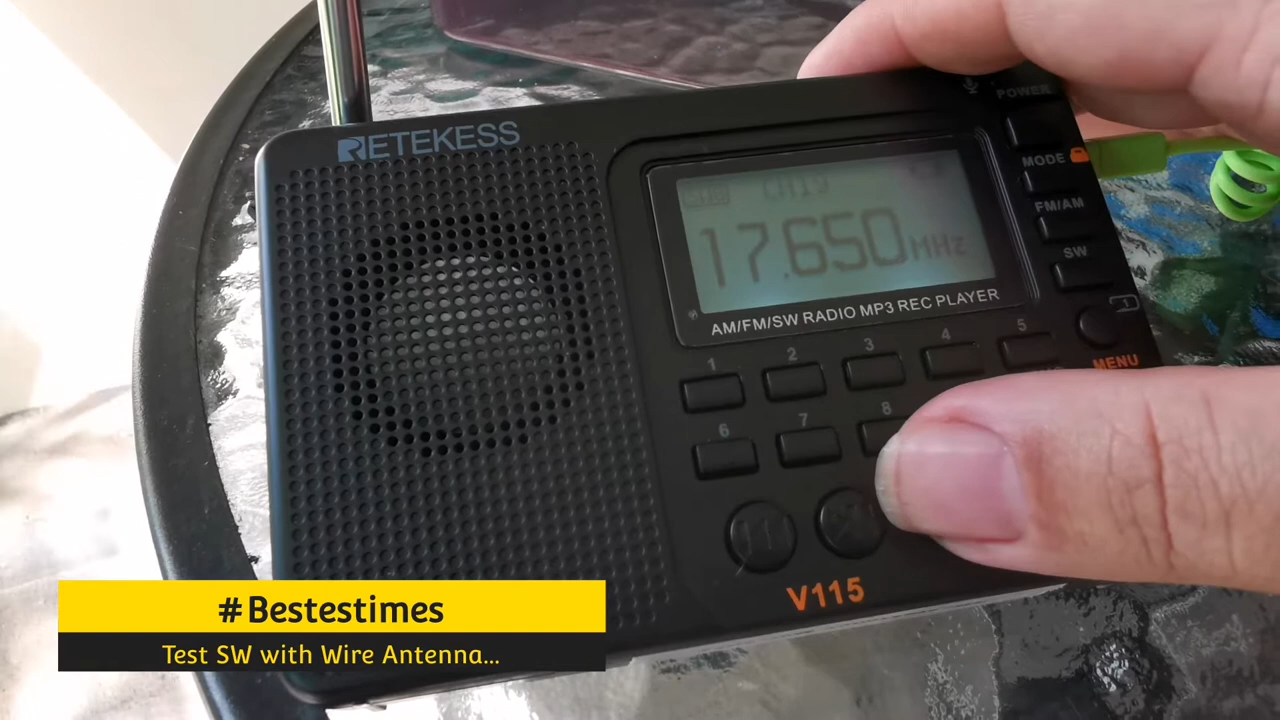 RETEKESS
POWER
MODE
FM/AM
SW
CH19
17.650MHz
AM/FM/SW RADIO MP3 REC PLAYER
MENU
1 2 3 4 5
6 7 8
V115
#Bestestimes
Test SW with Wire Antenna...